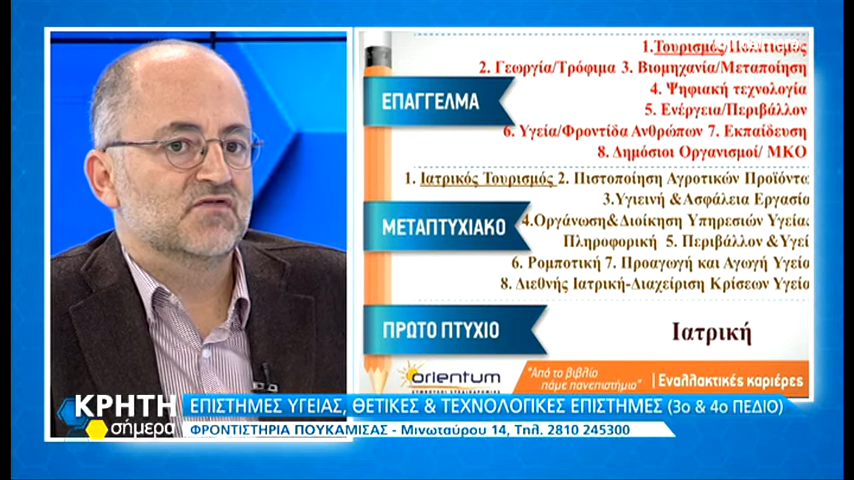 1.Τουρισμός/Πολιτισμός
2. Γεωργία/Τρόφιμα 3. Βιομηχανία/Μεταποίηση
4. Ψηφιακή τεχνολογία
ΕΠΑΓΓΕΛΜΑ
5. Ενέργεια/Περιβάλλον
6. Υγεία/Φροντίδα Ανθρώπων 7. Εκπαίδευση
8. Δημόσιοι Οργανισμοί/ ΜΚΟ
1. Ιατρικός Τουρισμός 2. Πιστοποίηση Αγροτικών Προϊόντω
3.Υγιεινή &Ασφάλεια Εργασίο
ΜΕΤΑΠΤΥΧΙΑΚΟ
4.Οργάνωση&Διοίκηση Υπηρεσιών Υγείας
Πληροφορική 5. Περιβάλλον &Υγεί
6. Ρομποτική 7. Προαγωγή και Αγωγή Υγείο
8. Διεθνής Ιατρική-Διαχείριση Κρίσεων Υγείο
ΠΡΩΤΟ ΠΤΥΧΙΟ
Ιατρική
orientum
"Από το βιβλίο
πάμε πανεπιστήμιο"
Εναλλακτικές καριέρες
ΚΡΗΤΗ
σήμερα
ΕΠΙΣΤΗΜΕΣ ΥΓΕΙΑΣ, ΘΕΤΙΚΕΣ & ΤΕΧΝΟΛΟΓΙΚΕΣ ΕΠΙΣΤΗΜΕΣ (3ο & 4ο ΠΕΔΙΟ)
ΦΡΟΝΤΙΣΤΗΡΙΑ ΠΟΥΚΑΜΙΣΑΣ - Μινωταύρου 14, Τηλ. 2810 245300